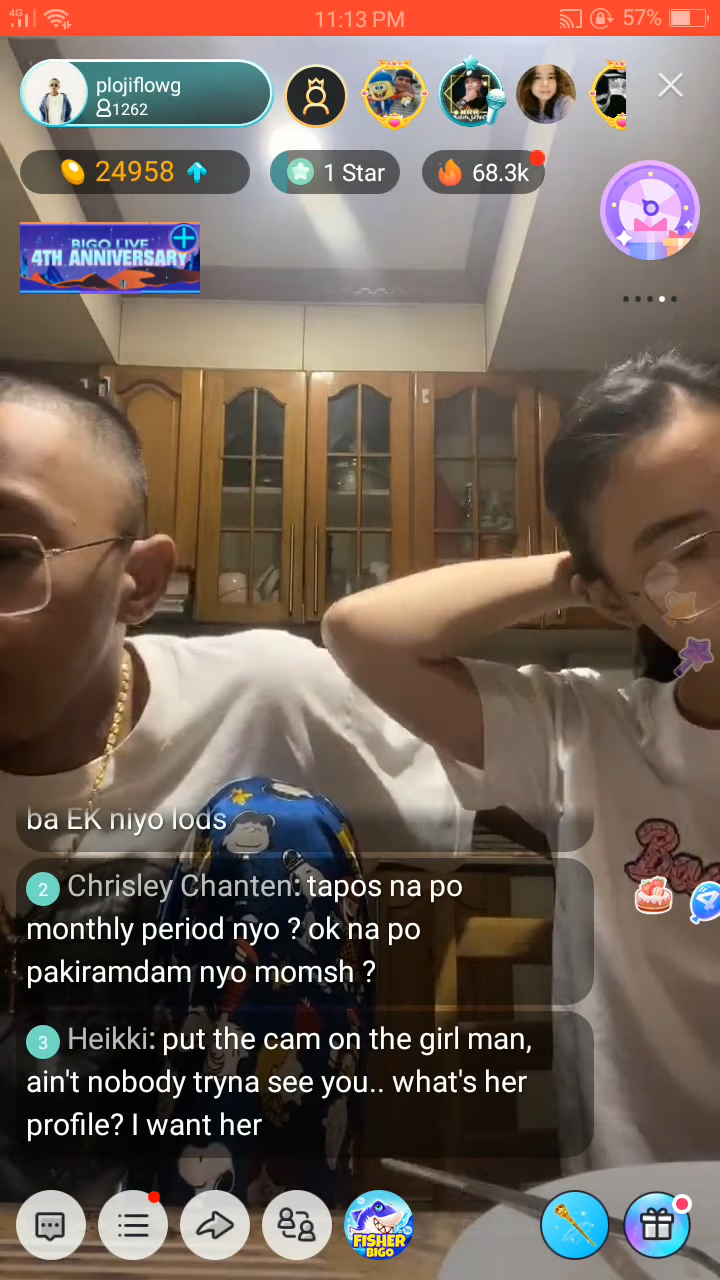 4G
11:13 PM
57%
plojiflowg
1262
24958
1 Star
68.3k
BIGO LIVE
4TH ANNIVERSARY
ba EK niyo lods
2 Chrisley Chanten: tapos na po
monthly period nyo ? ok na po
pakiramdam nyo momsh ?
3 Heikki: put the cam on the girl man,
ain't nobody tryna see you.. what's her
profile? I want her
4
FISHER
BIGO